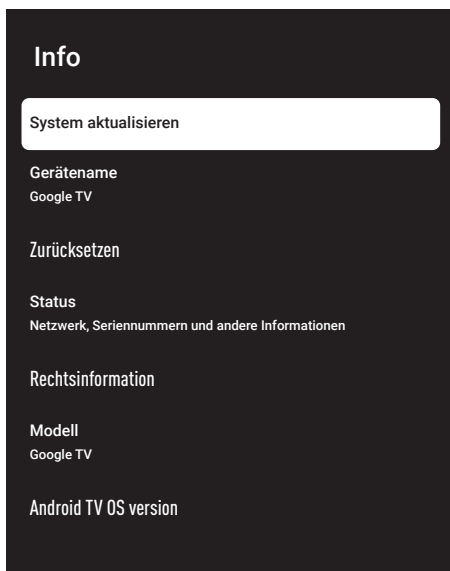 Info
System aktualisieren
Gerätename
Google TV
Zurücksetzen
Status
Netzwerk, Seriennummern und andere Informationen
Rechtsinformation
Modell
Google TV
Android TV OS version